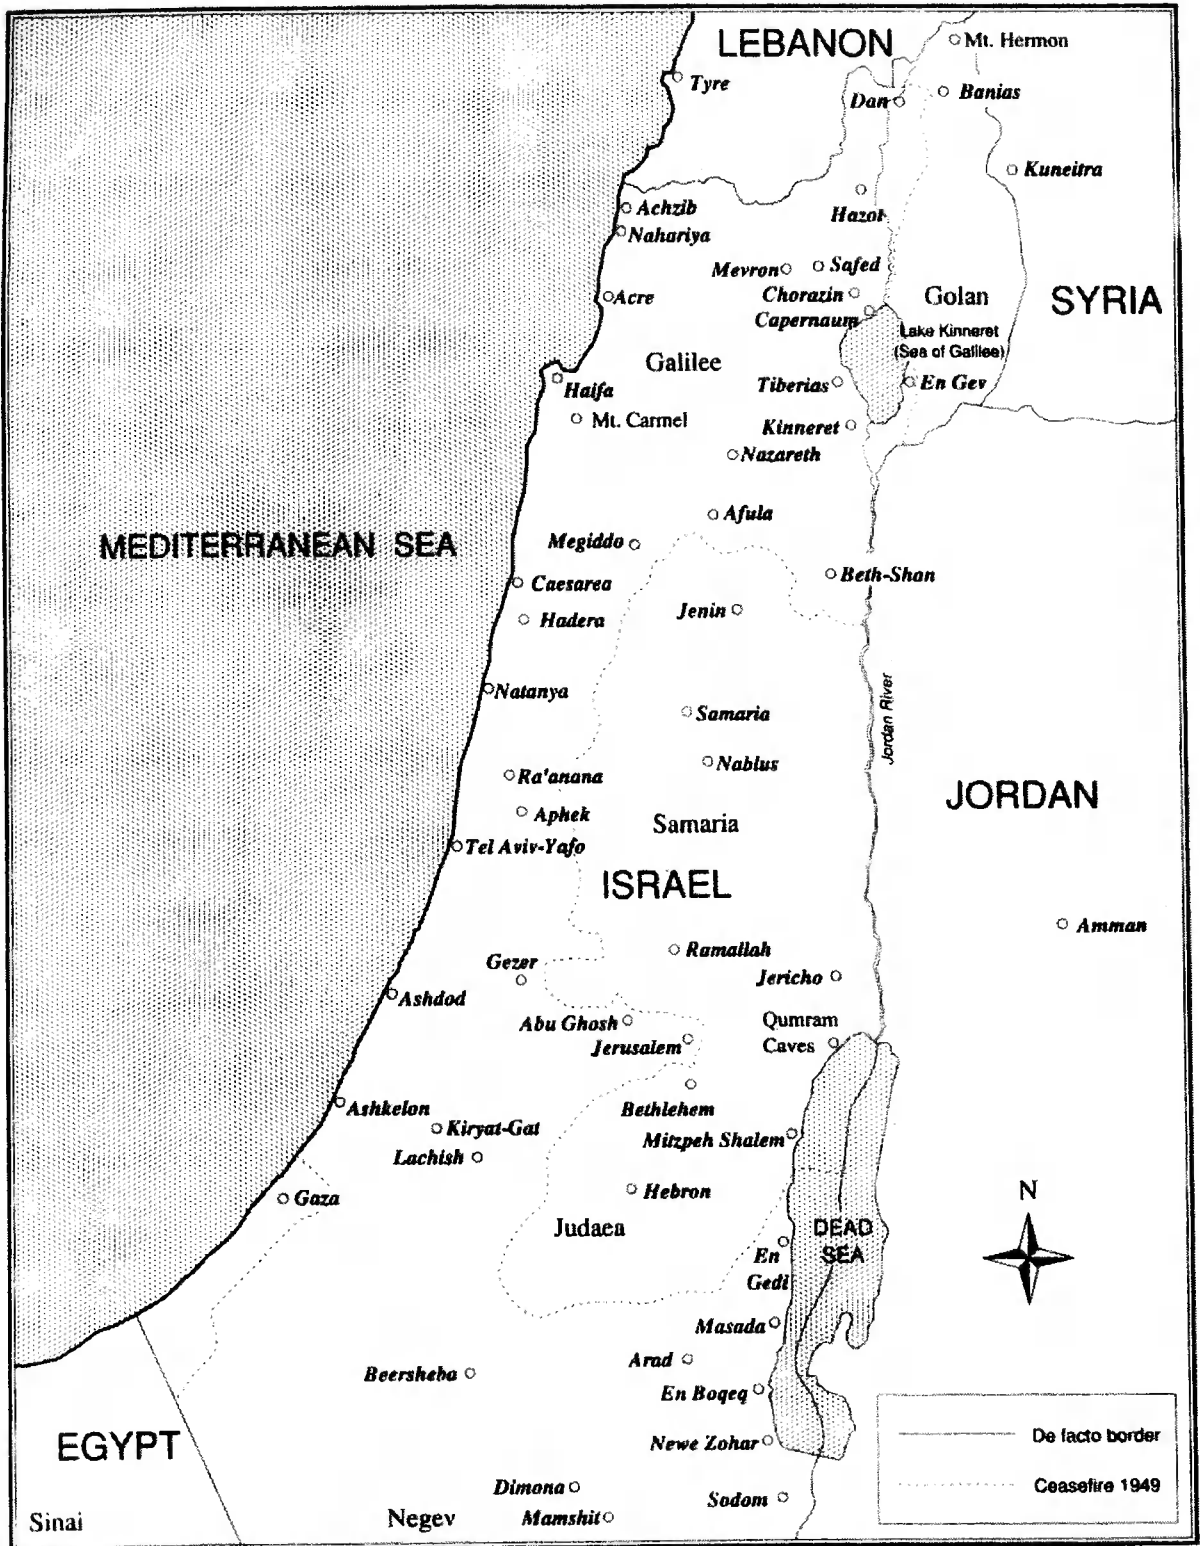 LEBANON
Mt. Hermon
Tyre
Dan
Banias
Kuneitra
Achzib
Hazor
Nahariya
Mevron
Safed
Acre
Chorazin
Golan
SYRIA
Capernaum
Lake Kinneret
(Sea of Galilee)
Galilee
Haifa
Tiberias
En Gev
Mt. Carmel
Kinneret
Nazareth
Afula
MEDITERRANEAN SEA
Megiddo
Caesarea
Beth-Shan
Hadera
Jenin
Natanya
Samaria
Jordan River
Nablus
Ra'anana
JORDAN
Aphek
Samaria
Tel Aviv-Yafo
ISRAEL
Amman
Ramallah
Gezer
Jericho
Ashdod
Abu Ghosh
Qumram
Caves
Jerusalem
Ashkelon
Bethlehem
Kiryat-Gat
Mitzpeh Shalem
Lachish
Gaza
Hebron
N
Judaea
DEAD
SEA
En
Gedi
Masada
Arad
Beersheba
En Boqeq
EGYPT
Newe Zohar
De facto border
Ceasefire 1949
Dimona
Sodom
Sinai
Negev
Mamshit